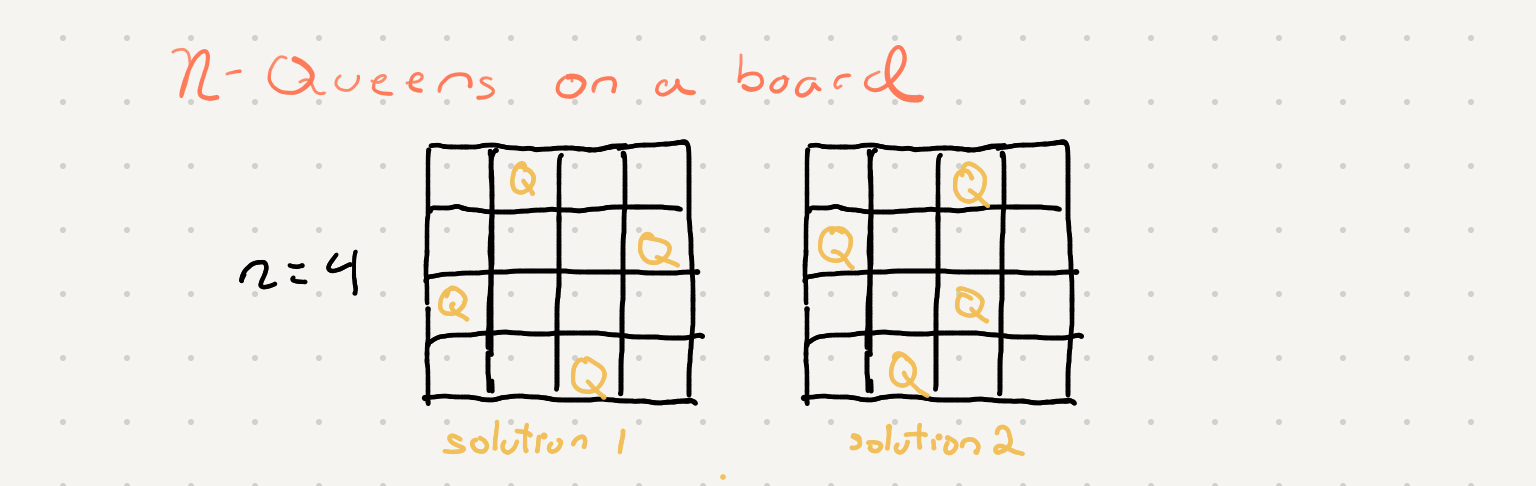 n-Queens on a board
Q Q
Q Q
n=4
Q Q
Q Q
solution 1 solution 2